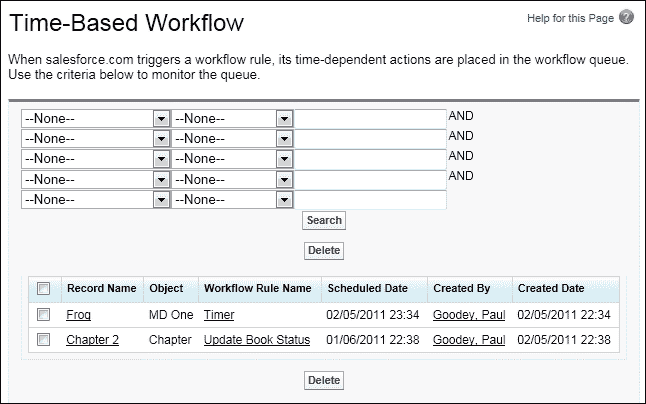 Time-Based Workflow
Help for this Page ?
When salesforce.com triggers a workflow rule, its time-dependent actions are placed in the workflow queue.
Use the criteria below to monitor the queue.
--None-- --None-- AND
--None-- --None-- AND
--None-- --None-- AND
--None-- --None-- AND
--None-- --None--
Search
Delete
Record Name Object Workflow Rule Name Scheduled Date Created By Created Date
Frog MD One Timer 02/05/2011 23:34 Goodey, Paul 02/05/2011 22:34
Chapter 2 Chapter Update Book Status 01/06/2011 22:38 Goodey, Paul 02/05/2011 22:38
Delete